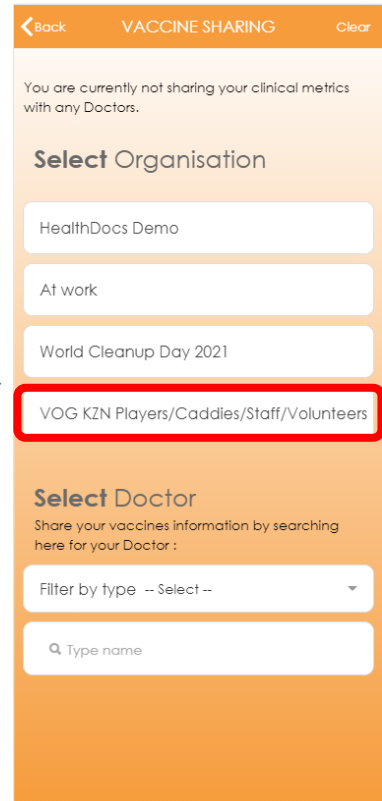 Back VACCINE SHARING Clear
You are currently not sharing your clinical metrics
with any Doctors.
Select Organisation
HealthDocs Demo
At work
World Cleanup Day 2021
VOG KZN Players/Caddies/Staff/Volunteers
Select Doctor
Share your vaccines information by searching
here for your Doctor :
Filter by type -- Select --
Type name